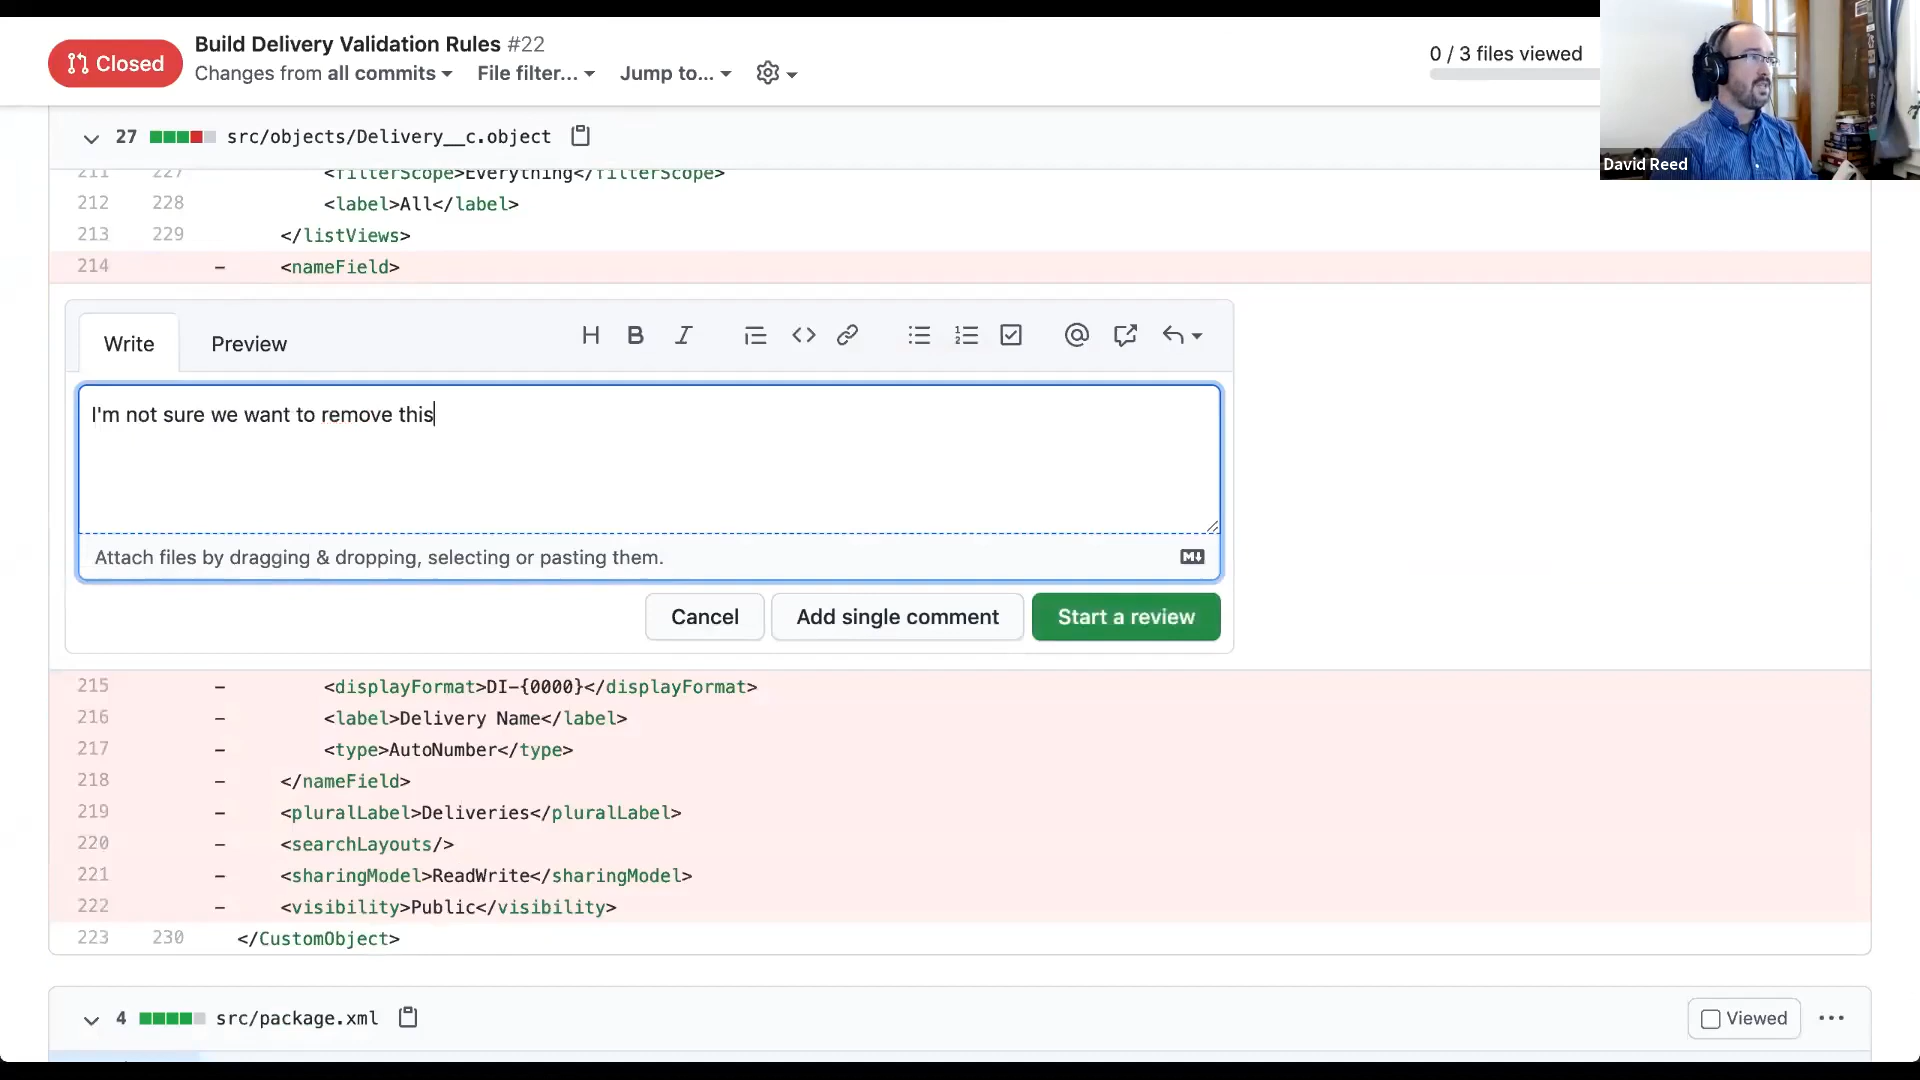 Closed
Build Delivery Validation Rules #22
Changes from all commits File filter... Jump to...
0 / 3 files viewed
David Reed
27 src/objects/Delivery__c.object
211 227 <filterScope>Everything</filterScope>
212 228 <label>All</label>
213 229 </listViews>
214 - <nameField>
Write Preview H B I
I'm not sure we want to remove this
Attach files by dragging & dropping, selecting or pasting them.
M
Cancel Add single comment Start a review
215 - <displayFormat>DI-{0000}</displayFormat>
216 - <label>Delivery Name</label>
217 - <type>AutoNumber</type>
218 - </nameField>
219 - <pluralLabel>Deliveries</pluralLabel>
220 - <searchLayouts/>
221 - <sharingModel>ReadWrite</sharingModel>
222 - <visibility>Public</visibility>
223 230 </CustomObject>
4 src/package.xml Viewed ...